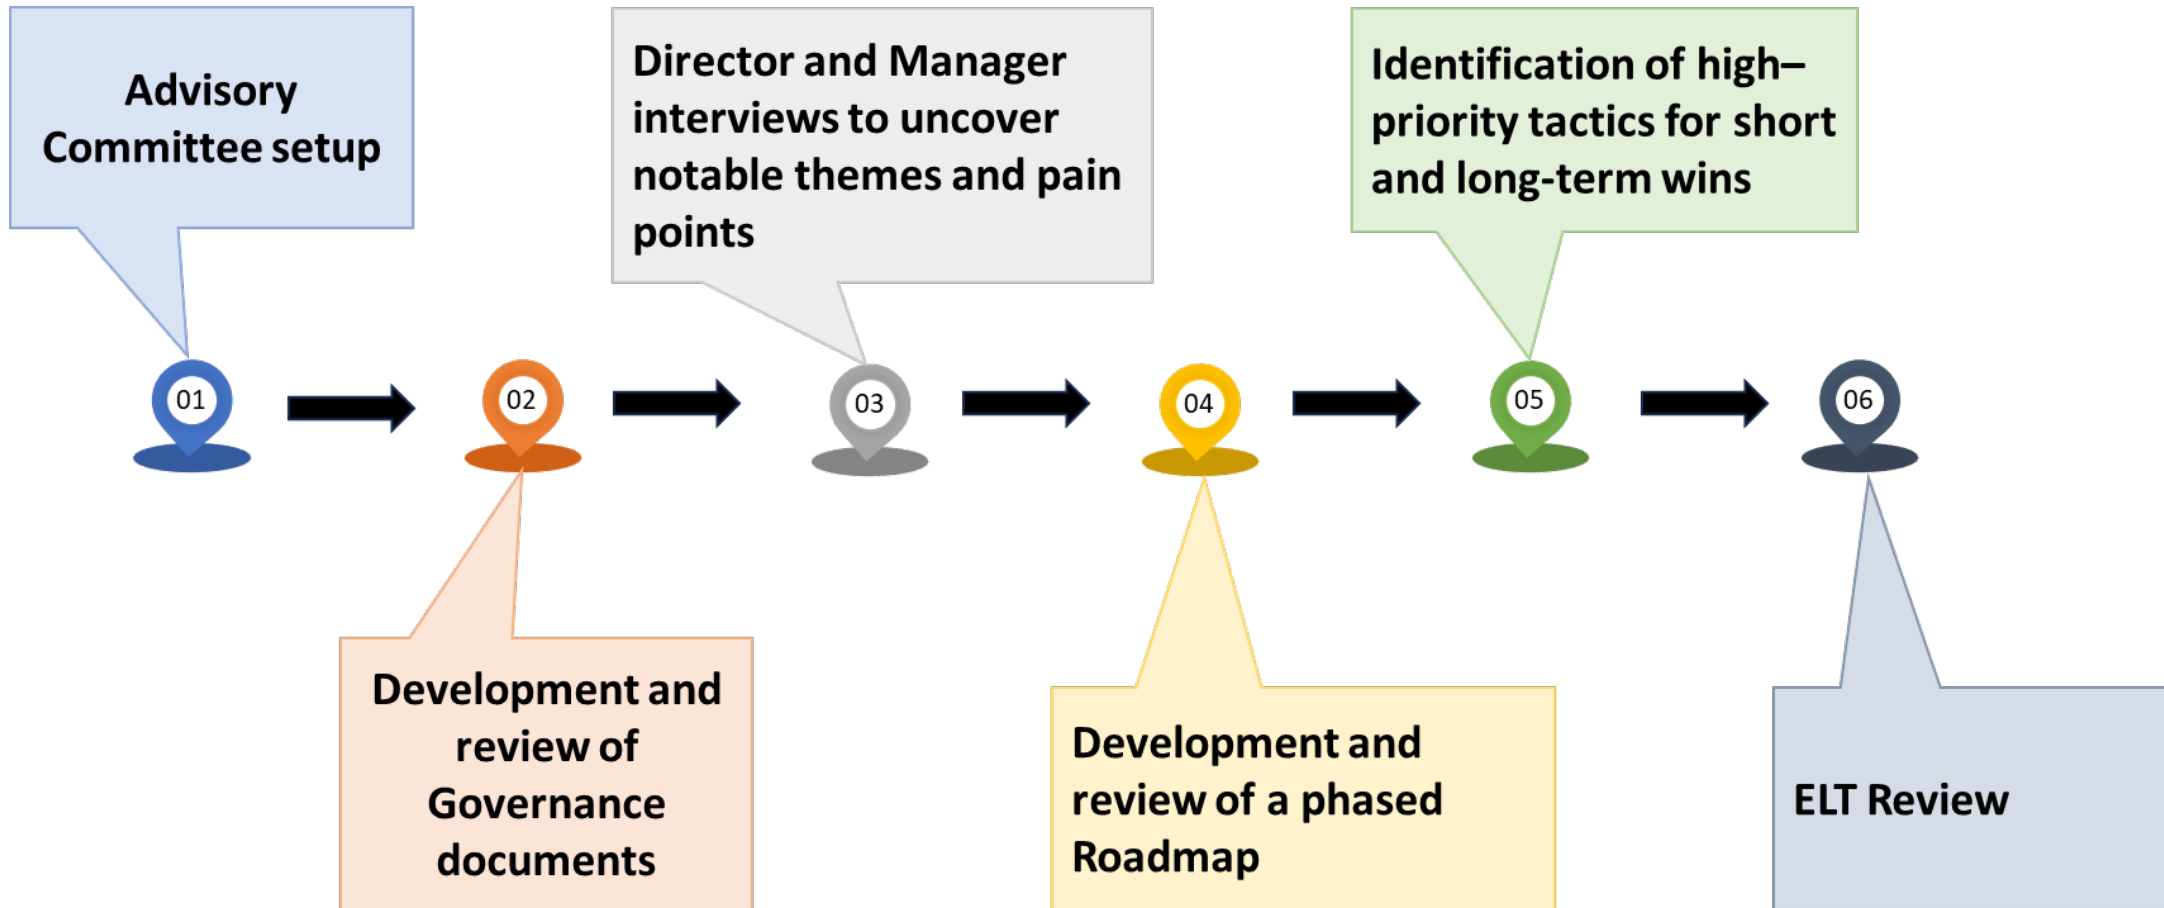 Advisory
Committee setup
Director and Manager
interviews to uncover
notable themes and pain
points
Identification of high–
priority tactics for short
and long-term wins
01
02
03
04
05
06
Development and
review of
Governance
documents
Development and
review of a phased
Roadmap
ELT Review